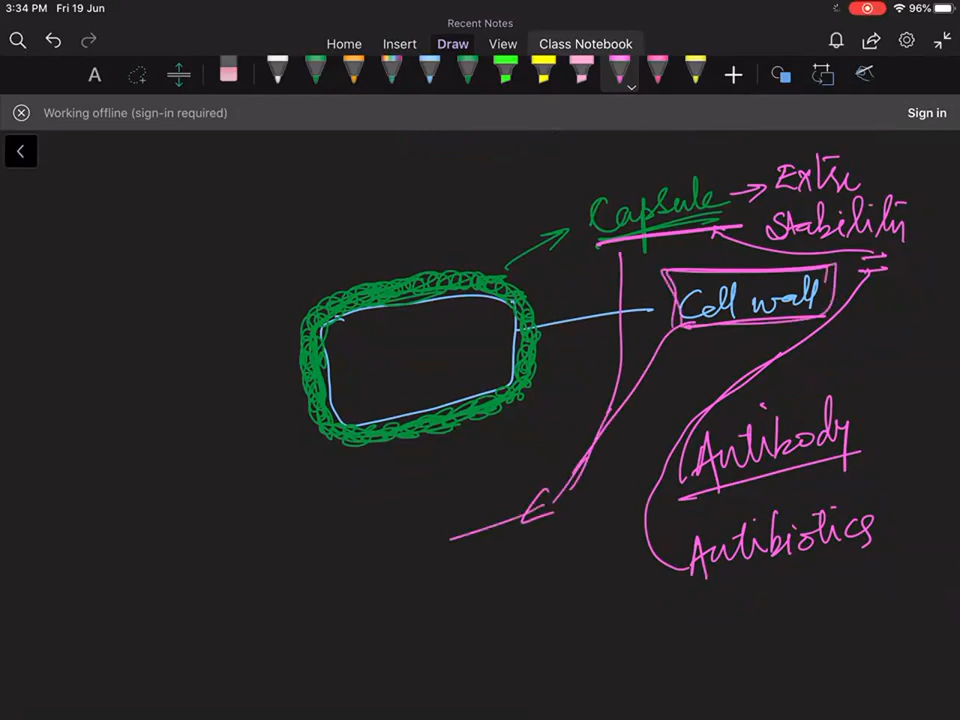 3:34 PM Fri 19 Jun
96%
Recent Notes
Home Insert Draw View Class Notebook
A
Working offline (sign-in required)
Sign in
Capsule
Extra
Stability
Cell wall
Antibody
Antibiotics